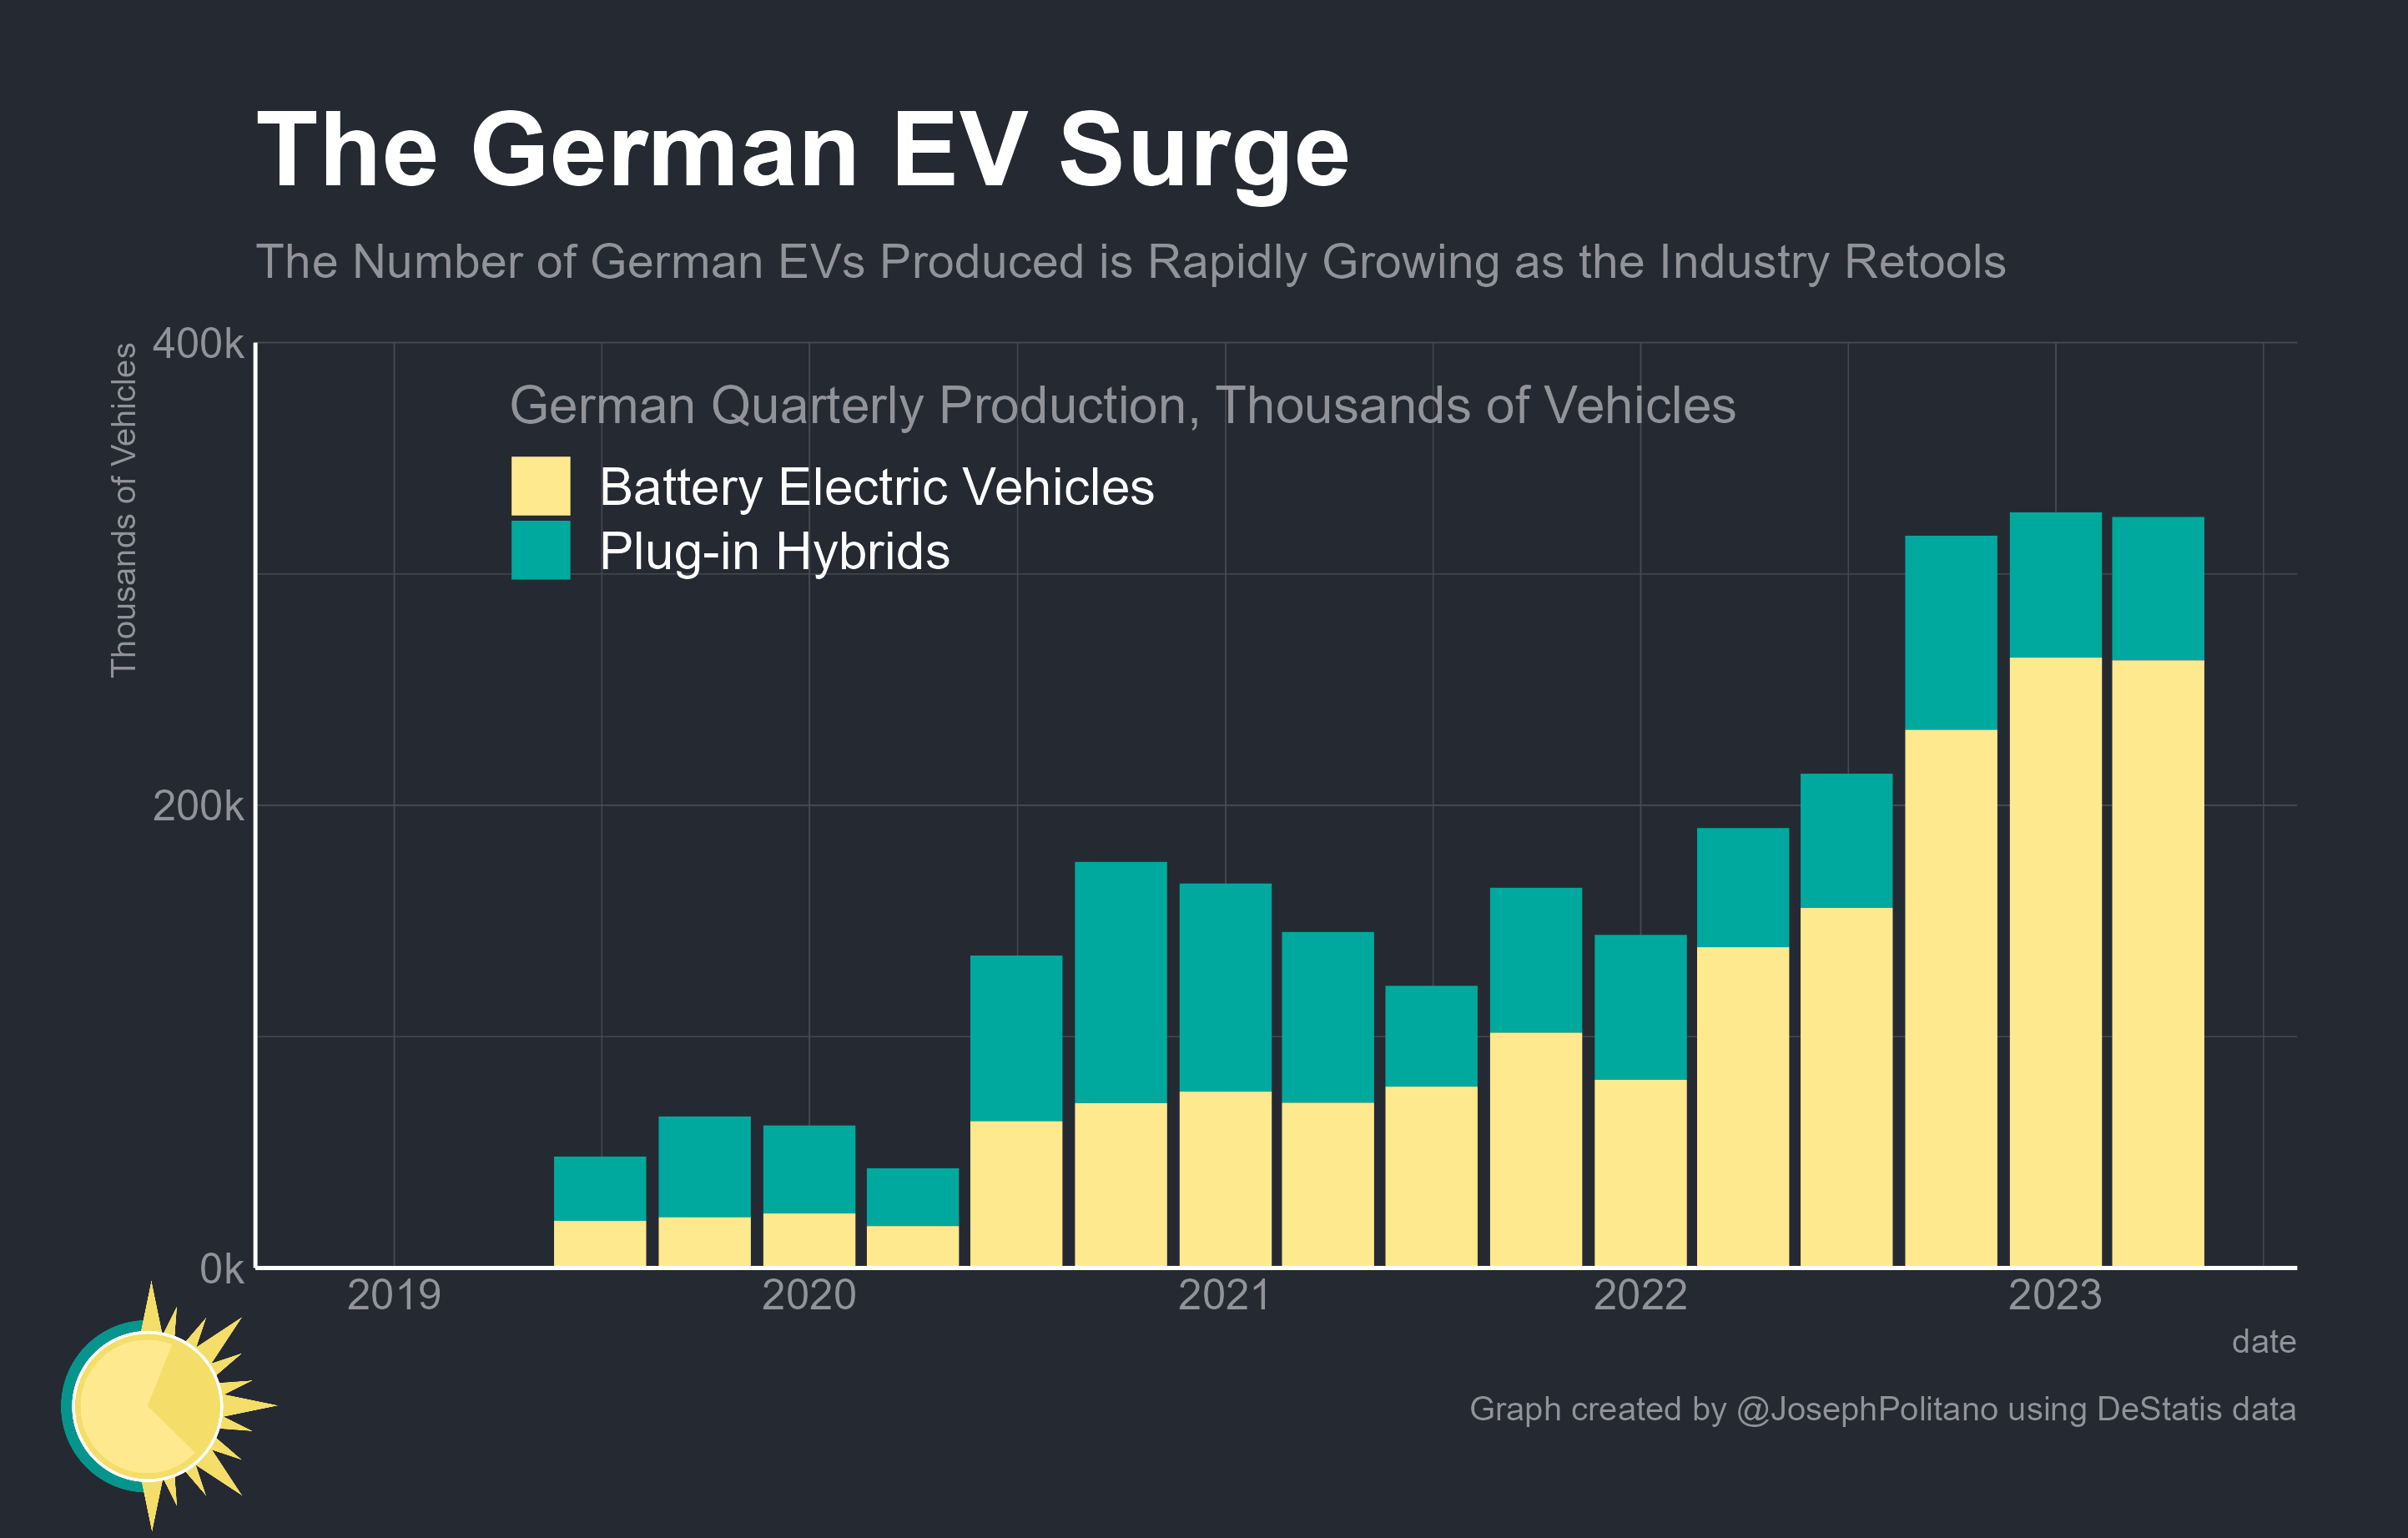 The German EV Surge
The Number of German EVs Produced is Rapidly Growing as the Industry Retools
Thousands of Vehicles
400k
200k
0k
German Quarterly Production, Thousands of Vehicles
Battery Electric Vehicles
Plug-in Hybrids
2019 2020 2021 2022 2023
date
Graph created by @JosephPolitano using DeStatis data